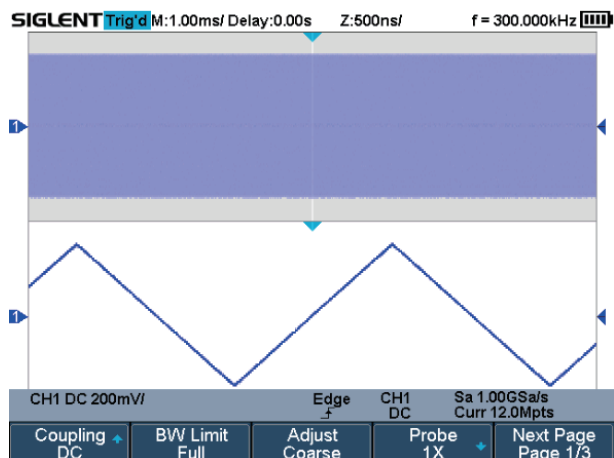 SIGLENT Trig'd M:1.00ms/ Delay:0.00s Z:500ns/ f = 300.000kHz
1
1
CH1 DC 200mV/ Edge CH1 Sa 1.00GSa/s
DC Curr 12.0Mpts
Coupling BW Limit Adjust Probe Next Page
DC Full Coarse 1X Page 1/3